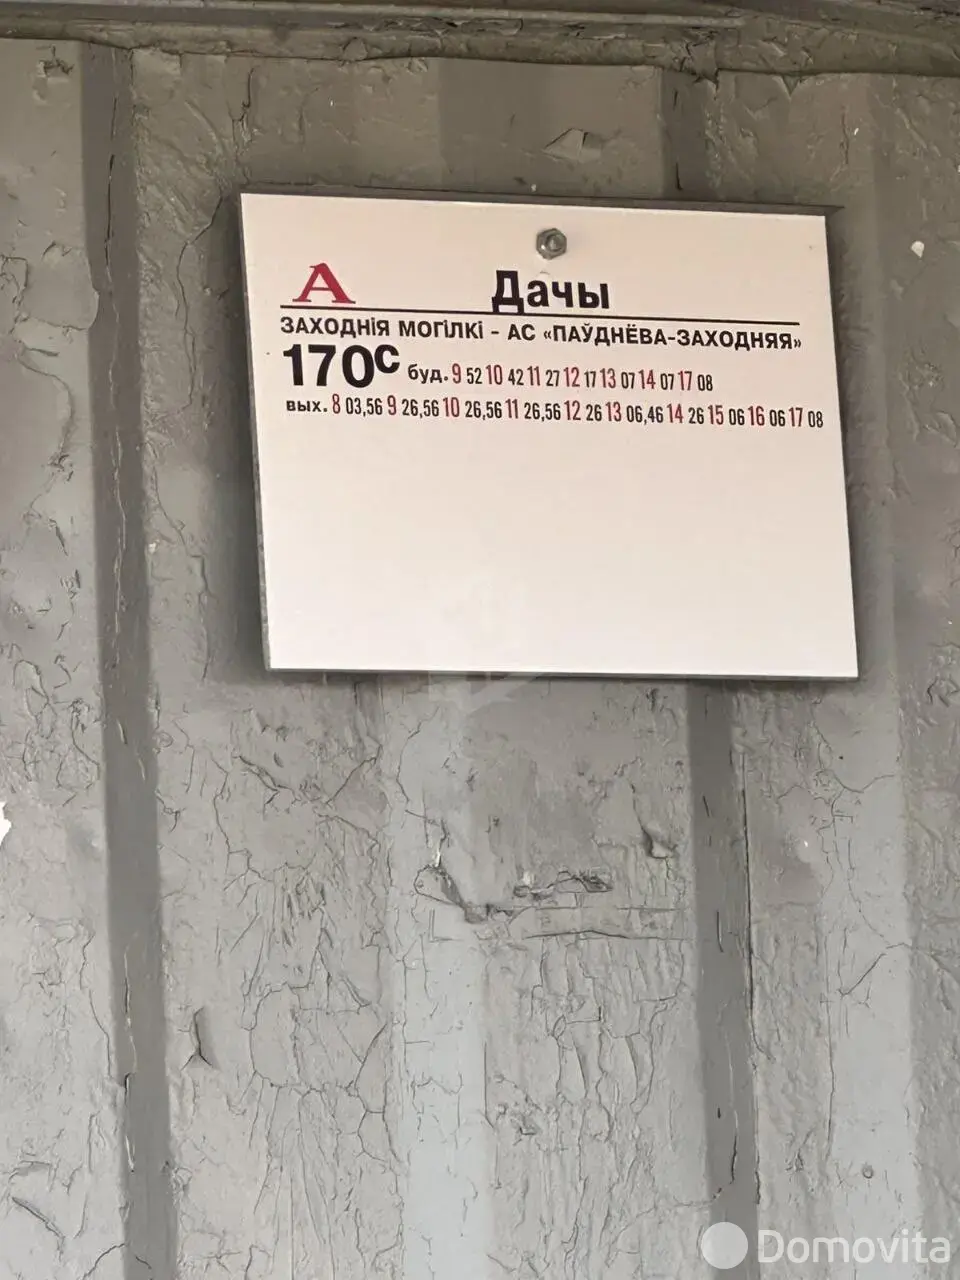 А Дачы
ЗАХОДНІЯ МОГІЛКІ - АС «ПАЎДНЁВА-ЗАХОДНЯЯ»
170С буд. 9 52 10 42 11 27 12 17 13 07 14 07 17 08
вых. 8 03,56 9 26,56 10 26,56 11 26,56 12 26 13 06,46 14 26 15 06 16 06 17 08
Domovita